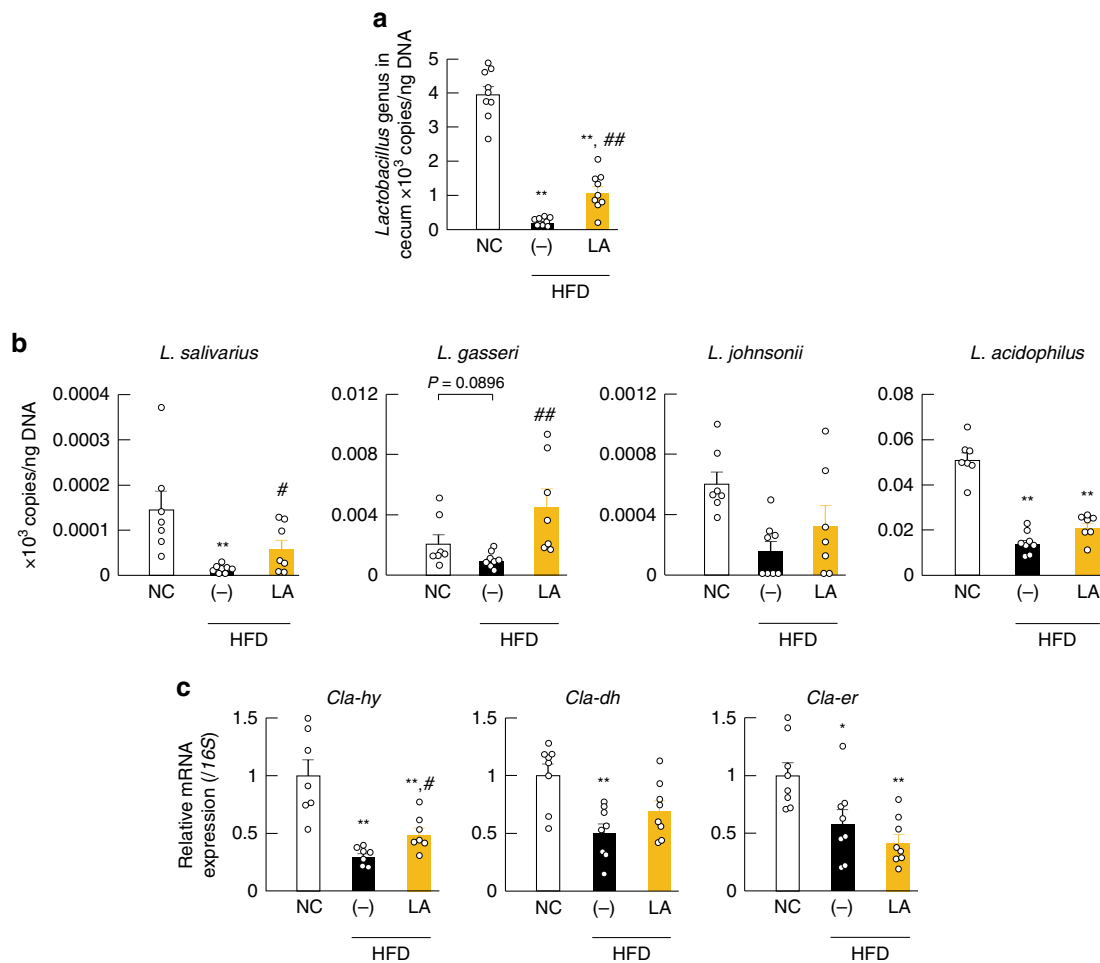 a
Lactobacillus genus in
cecum ×10³ copies/ng DNA
5
4
3
2
1
0
**
**, ##
NC
(–)
LA
HFD
b
L. salivarius
L. gasseri
L. johnsonii
L. acidophilus
×10³ copies/ng DNA
0.0004
0.0003
0.0002
0.0001
0
**
#
NC
(–)
LA
HFD
0.012
0.008
0.004
0
P = 0.0896
##
NC
(–)
LA
HFD
0.0012
0.0008
0.0004
0
NC
(–)
LA
HFD
0.08
0.06
0.04
0.02
0
**
**
NC
(–)
LA
HFD
c
Cla-hy
Cla-dh
Cla-er
Relative mRNA
expression (/16S)
1.5
1
0.5
0
**
**,#
NC
(–)
LA
HFD
1.5
1
0.5
0
**
NC
(–)
LA
HFD
1.5
1
0.5
0
*
**
NC
(–)
LA
HFD